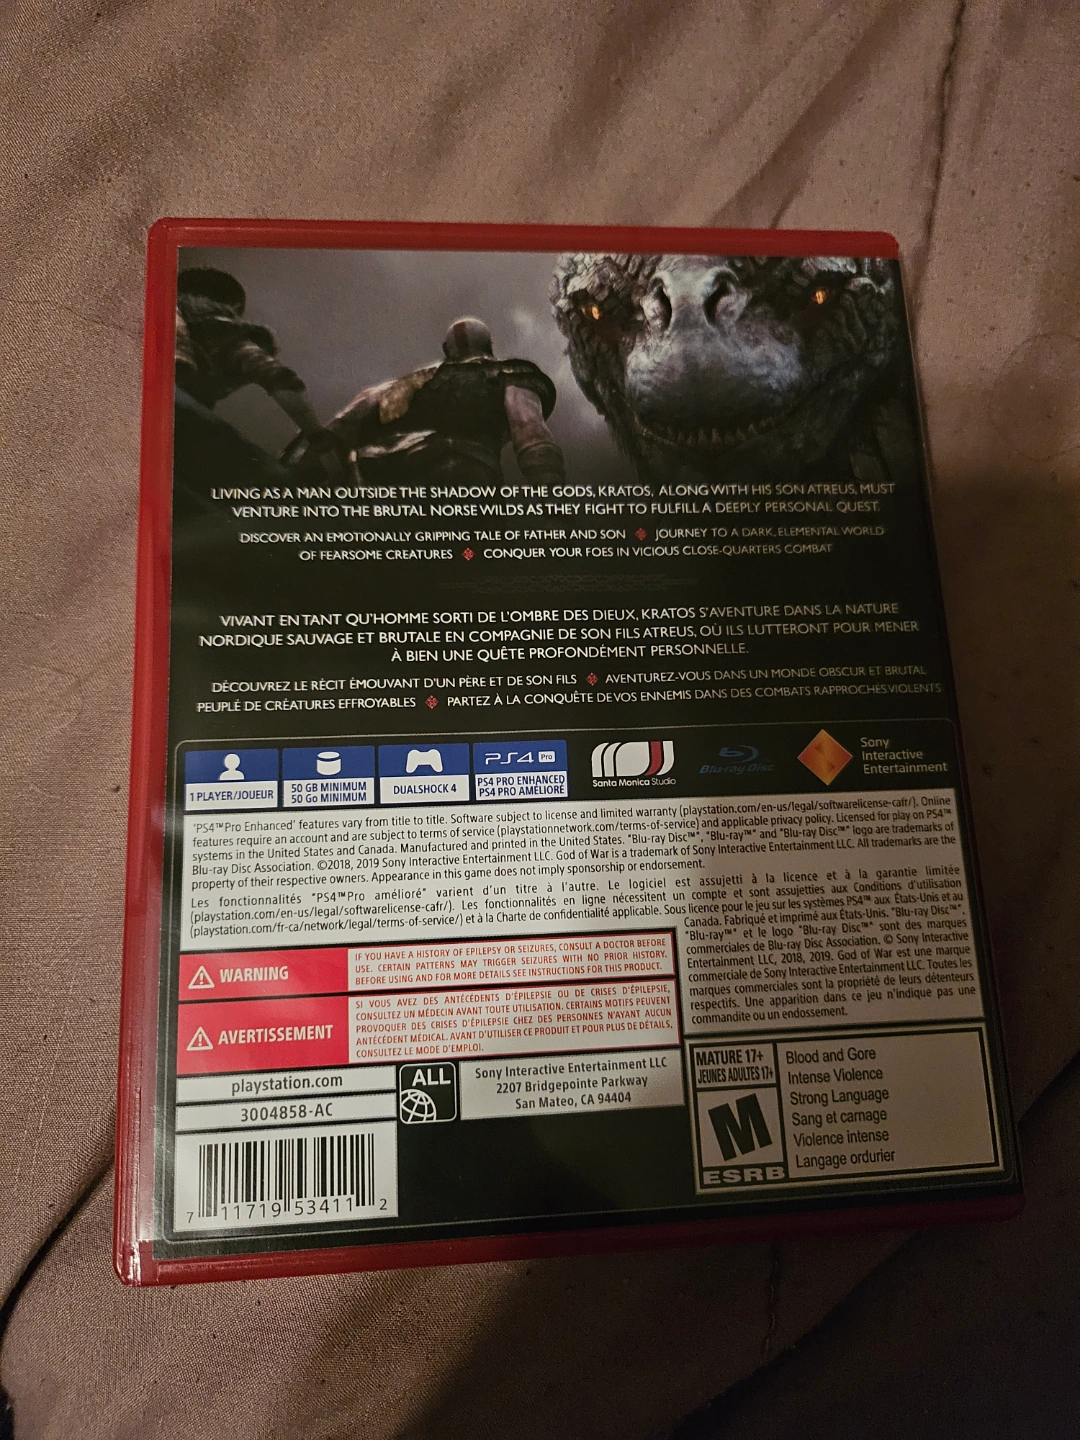 LIVING AS A MAN OUTSIDE THE SHADOW OF THE GODS, KRATOS, ALONG WITH HIS SON ATREUS, MUST
VENTURE INTO THE BRUTAL NORSE WILDS AS THEY FIGHT TO FULFILL A DEEPLY PERSONAL QUEST.
DISCOVER AN EMOTIONALLY GRIPPING TALE OF FATHER AND SON JOURNEY TO A DARK, ELEMENTAL WORLD
OF FEARSOME CREATURES CONQUER YOUR FOES IN VICIOUS CLOSE-QUARTERS COMBAT
VIVANT EN TANT QU'HOMME SORTI DE L'OMBRE DES DIEUX, KRATOS S'AVENTURE DANS LA NATURE
NORDIQUE SAUVAGE ET BRUTALE EN COMPAGNIE DE SON FILS ATREUS, OÙ ILS LUTTERONT POUR MENER
À BIEN UNE QUÊTE PROFONDÉMENT PERSONNELLE.
DÉCOUVREZ LE RÉCIT ÉMOUVANT D'UN PÈRE ET DE SON FILS AVENTUREZ-VOUS DANS UN MONDE OBSCUR ET BRUTAL
PEUPLÉ DE CRÉATURES EFFROYABLES PARTEZ À LA CONQUÊTE DE VOS ENNEMIS DANS DES COMBATS RAPPROCHÉS VIOLENTS
1 PLAYER/JOUEUR
50 GB MINIMUM
50 Go MINIMUM
DUALSHOCK 4
PS4 Pro
PS4 PRO ENHANCED
PS4 PRO AMÉLIORÉ
Santa Monica Studio
Blu-ray Disc
Sony
Interactive
Entertainment
'PS4™Pro Enhanced' features vary from title to title. Software subject to license and limited warranty (playstation.com/en-us/legal/softwarelicense-cafr/). Online
features require an account and are subject to terms of service (playstationnetwork.com/terms-of-service) and applicable privacy policy. Licensed for play on PS4™
systems in the United States and Canada. Manufactured and printed in the United States. "Blu-ray Disc™", "Blu-ray™" and "Blu-ray Disc™" logo are trademarks of
Blu-ray Disc Association. ©2018, 2019 Sony Interactive Entertainment LLC. God of War is a trademark of Sony Interactive Entertainment LLC. All trademarks are the
property of their respective owners. Appearance in this game does not imply sponsorship or endorsement.
Les fonctionnalités "PS4™Pro amélioré" varient d'un titre à l'autre. Le logiciel est assujetti à la licence et à la garantie limitée
(playstation.com/en-us/legal/softwarelicense-cafr/). Les fonctionnalités en ligne nécessitent un compte et sont assujetties aux Conditions d'utilisation
(playstation.com/fr-ca/network/legal/terms-of-service/) et à la Charte de confidentialité applicable. Sous licence pour le jeu sur les systèmes PS4™ aux États-Unis et au
Canada. Fabriqué et imprimé aux États-Unis. "Blu-ray Disc™",
"Blu-ray™" et le logo "Blu-ray Disc™" sont des marques
commerciales de Blu-ray Disc Association. © Sony Interactive
Entertainment LLC, 2018, 2019. God of War est une marque
commerciale de Sony Interactive Entertainment LLC. Toutes les
marques commerciales sont la propriété de leurs détenteurs
respectifs. Une apparition dans ce jeu n'indique pas une
commandite ou un endossement.
WARNING
IF YOU HAVE A HISTORY OF EPILEPSY OR SEIZURES, CONSULT A DOCTOR BEFORE
USE. CERTAIN PATTERNS MAY TRIGGER SEIZURES WITH NO PRIOR HISTORY.
BEFORE USING AND FOR MORE DETAILS SEE INSTRUCTIONS FOR THIS PRODUCT.
AVERTISSEMENT
SI VOUS AVEZ DES ANTÉCÉDENTS D'ÉPILEPSIE OU DE CRISES D'ÉPILEPSIE,
CONSULTEZ UN MÉDECIN AVANT TOUTE UTILISATION. CERTAINS MOTIFS PEUVENT
PROVOQUER DES CRISES D'ÉPILEPSIE CHEZ DES PERSONNES N'AYANT AUCUN
ANTÉCÉDENT MÉDICAL. AVANT D'UTILISER CE PRODUIT ET POUR PLUS DE DÉTAILS,
CONSULTEZ LE MODE D'EMPLOI.
playstation.com
3004858-AC
ALL
Sony Interactive Entertainment LLC
2207 Bridgepointe Parkway
San Mateo, CA 94404
MATURE 17+
JEUNES ADULTES 17+
M
ESRB
Blood and Gore
Intense Violence
Strong Language
Sang et carnage
Violence intense
Langage ordurier
7 11719 53411 2